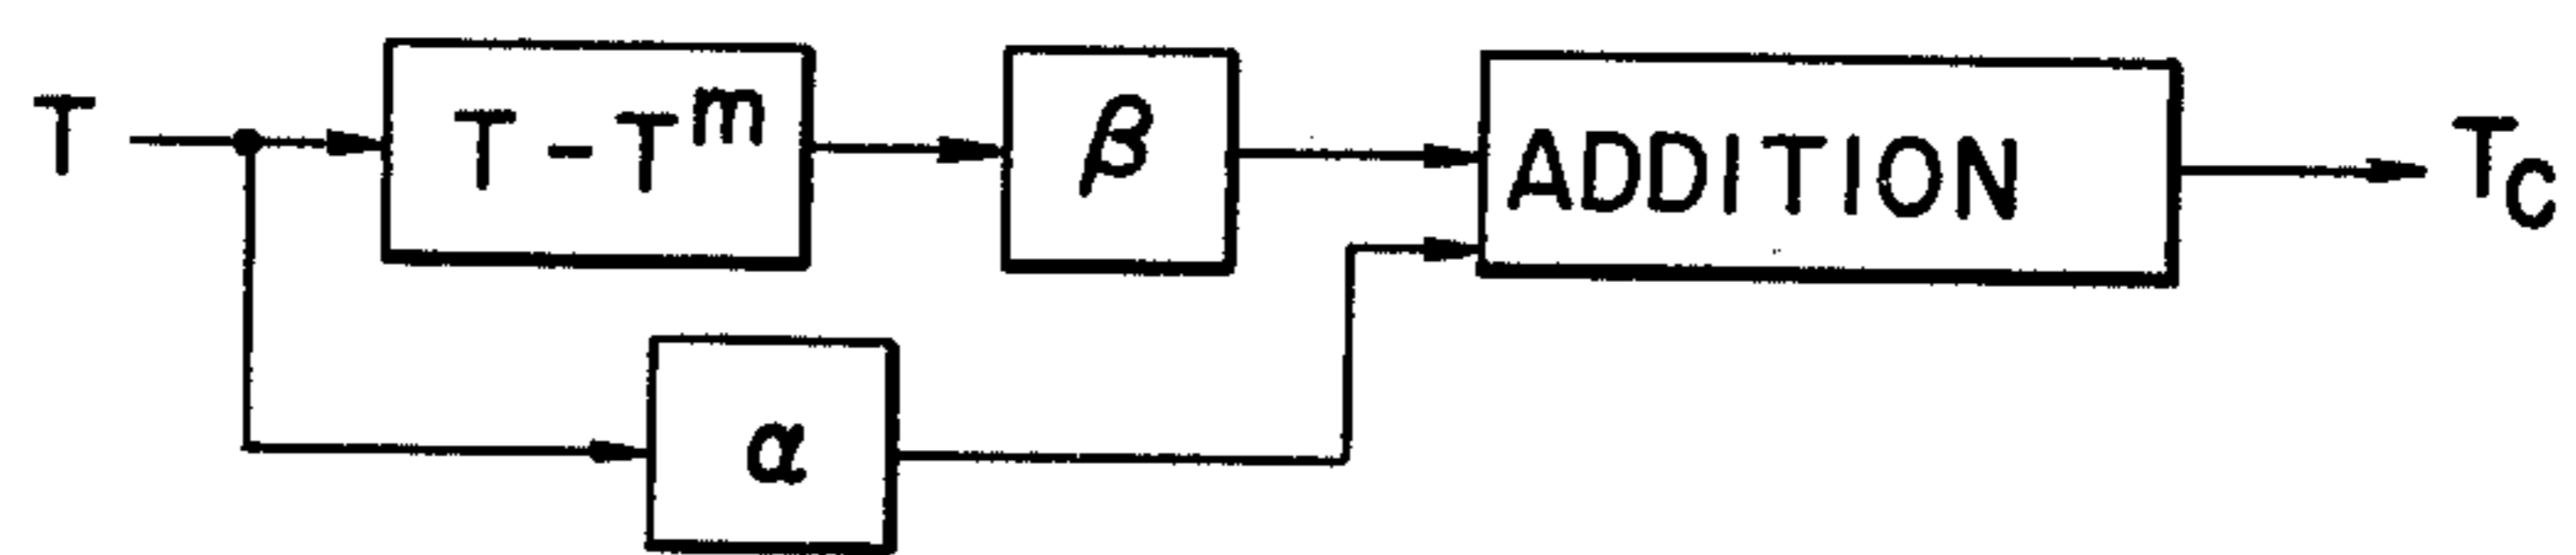 T
T - T^m
β
ADDITION
T_C
α